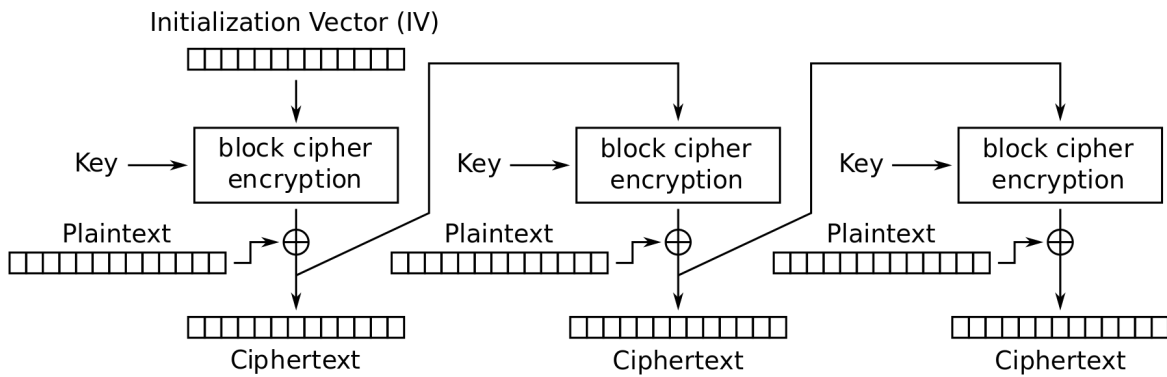 Initialization Vector (IV)
Key
block cipher
encryption
Key
block cipher
encryption
Key
block cipher
encryption
Plaintext
Plaintext
Plaintext
Ciphertext
Ciphertext
Ciphertext